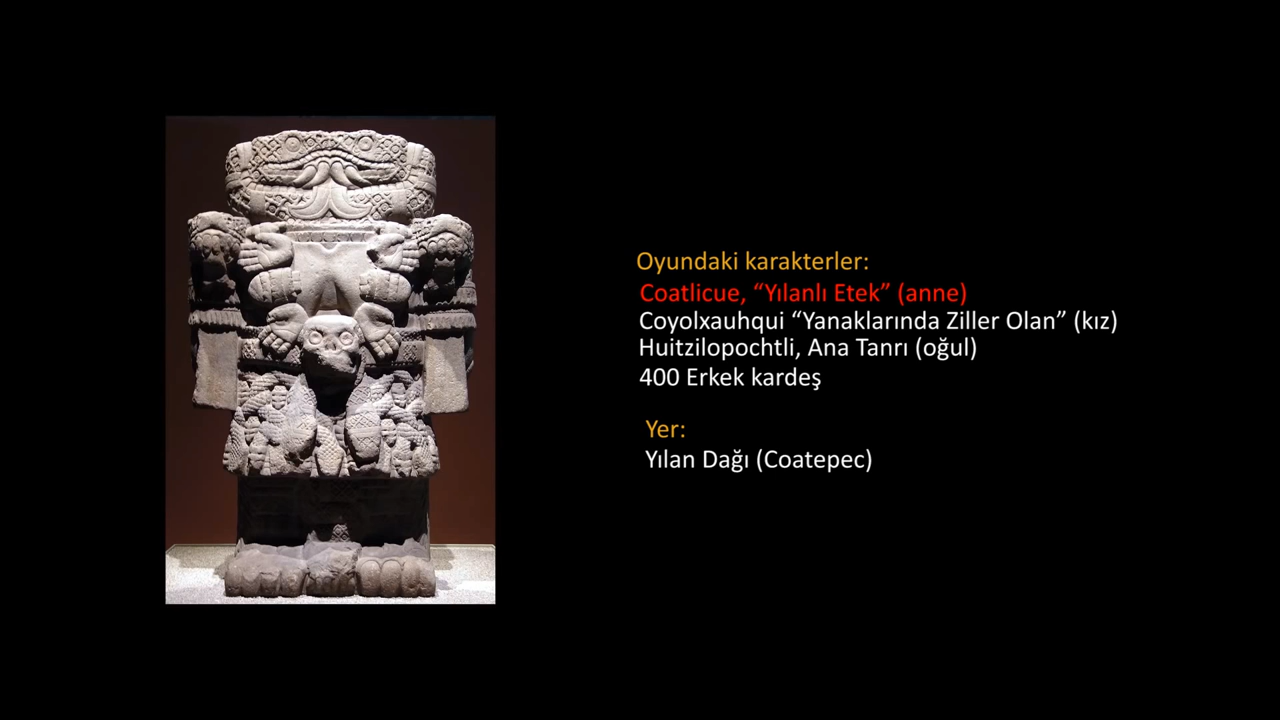 Oyundaki karakterler:
Coatlicue, “Yılanlı Etek” (anne)
Coyolxauhqui “Yanaklarında Ziller Olan” (kız)
Huitzilopochtli, Ana Tanrı (oğul)
400 Erkek kardeş
Yer:
Yılan Dağı (Coatepec)